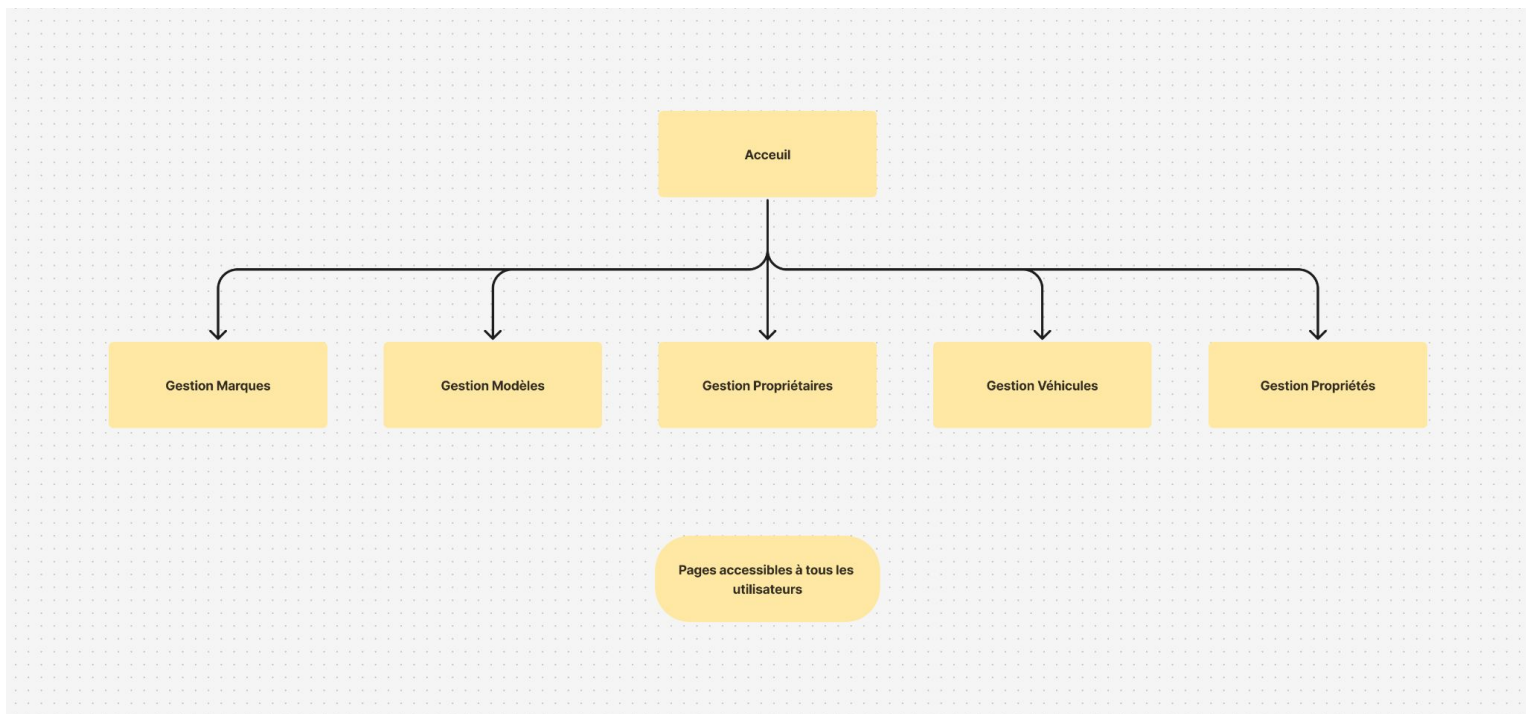 Acceuil
Gestion Marques
Gestion Modèles
Gestion Propriétaires
Gestion Véhicules
Gestion Propriétés
Pages accessibles à tous les
utilisateurs